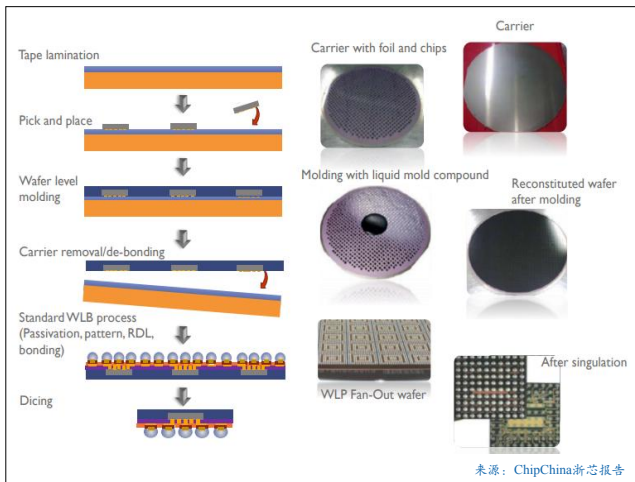 Tape lamination
Pick and place
Wafer level
molding
Carrier removal/de-bonding
Standard WLB process
(Passivation, pattern, RDL,
bonding)
Dicing
Carrier with foil and chips
Carrier
Molding with liquid mold compound
Reconstituted wafer
after molding
WLP Fan-Out wafer
After singulation
来源：ChipChina浙芯报告